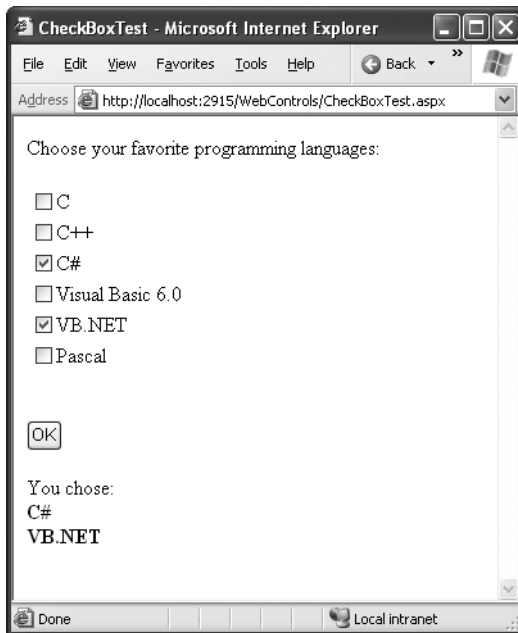 CheckBoxTest - Microsoft Internet Explorer
File Edit View Favorites Tools Help Back »
Address http://localhost:2915/WebControls/CheckBoxTest.aspx
Choose your favorite programming languages:
C
C++
C#
Visual Basic 6.0
VB.NET
Pascal
OK
You chose:
C#
VB.NET
Done Local intranet